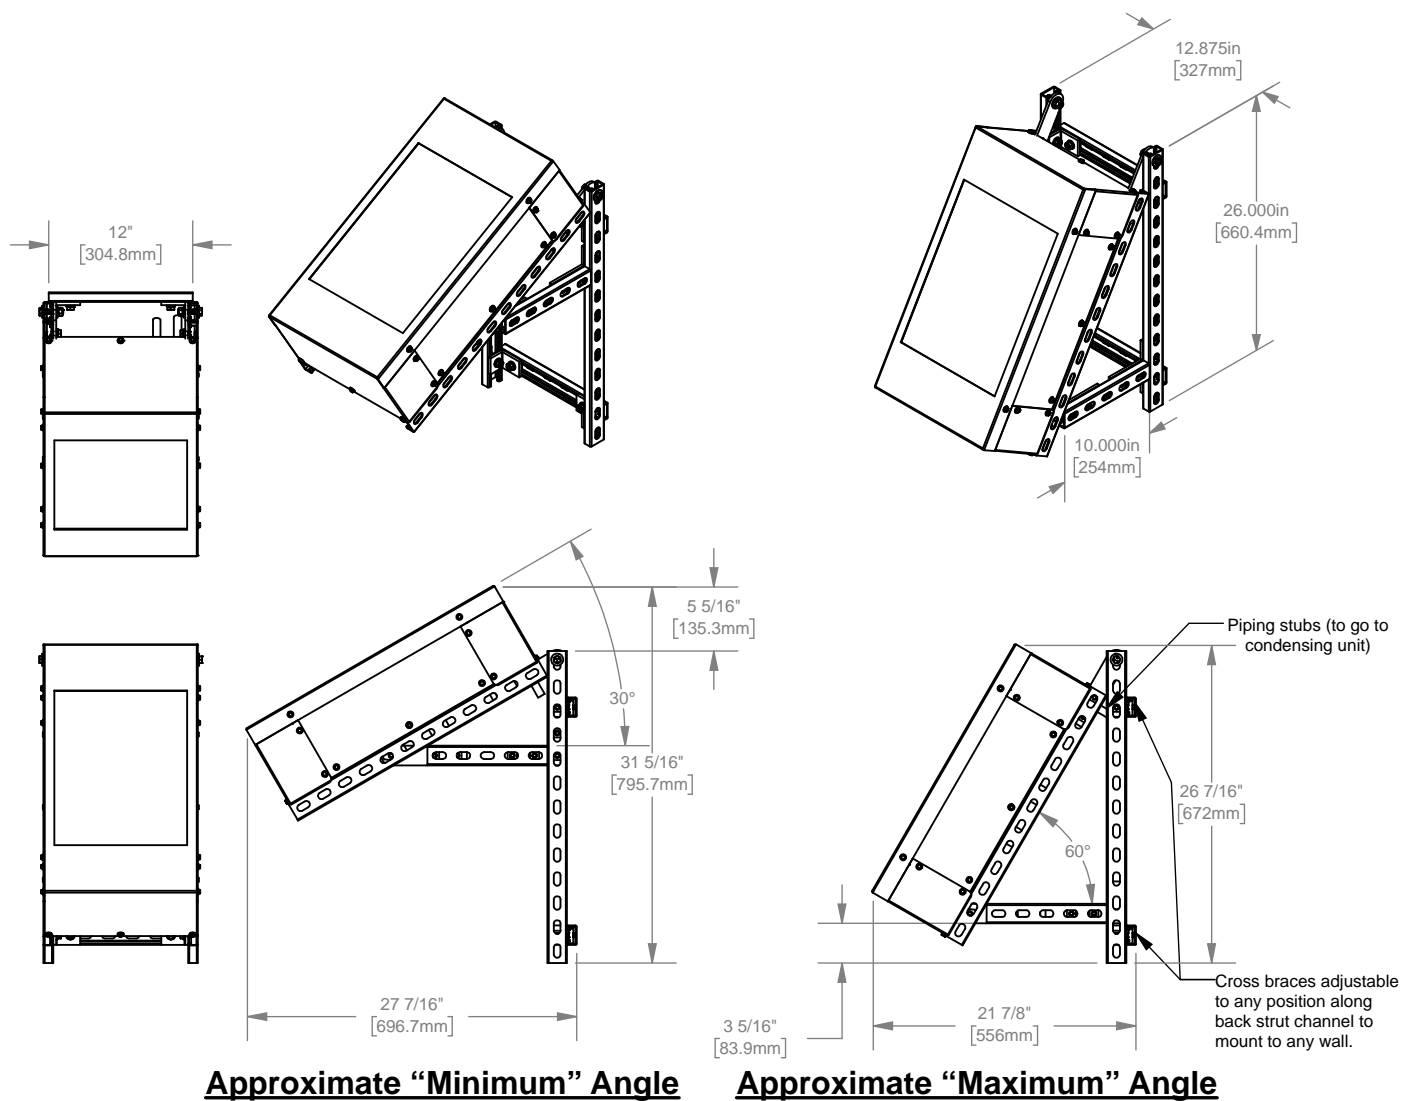 12.875in
[327mm]
12"
[304.8mm]
26.000in
[660.4mm]
10.000in
[254mm]
5 5/16"
[135.3mm]
30°
31 5/16"
[795.7mm]
27 7/16"
[696.7mm]
Piping stubs (to go to
condensing unit)
26 7/16"
[672mm]
60°
Cross braces adjustable
to any position along
back strut channel to
mount to any wall.
3 5/16"
[83.9mm]
21 7/8"
[556mm]
Approximate “Minimum” Angle
Approximate “Maximum” Angle